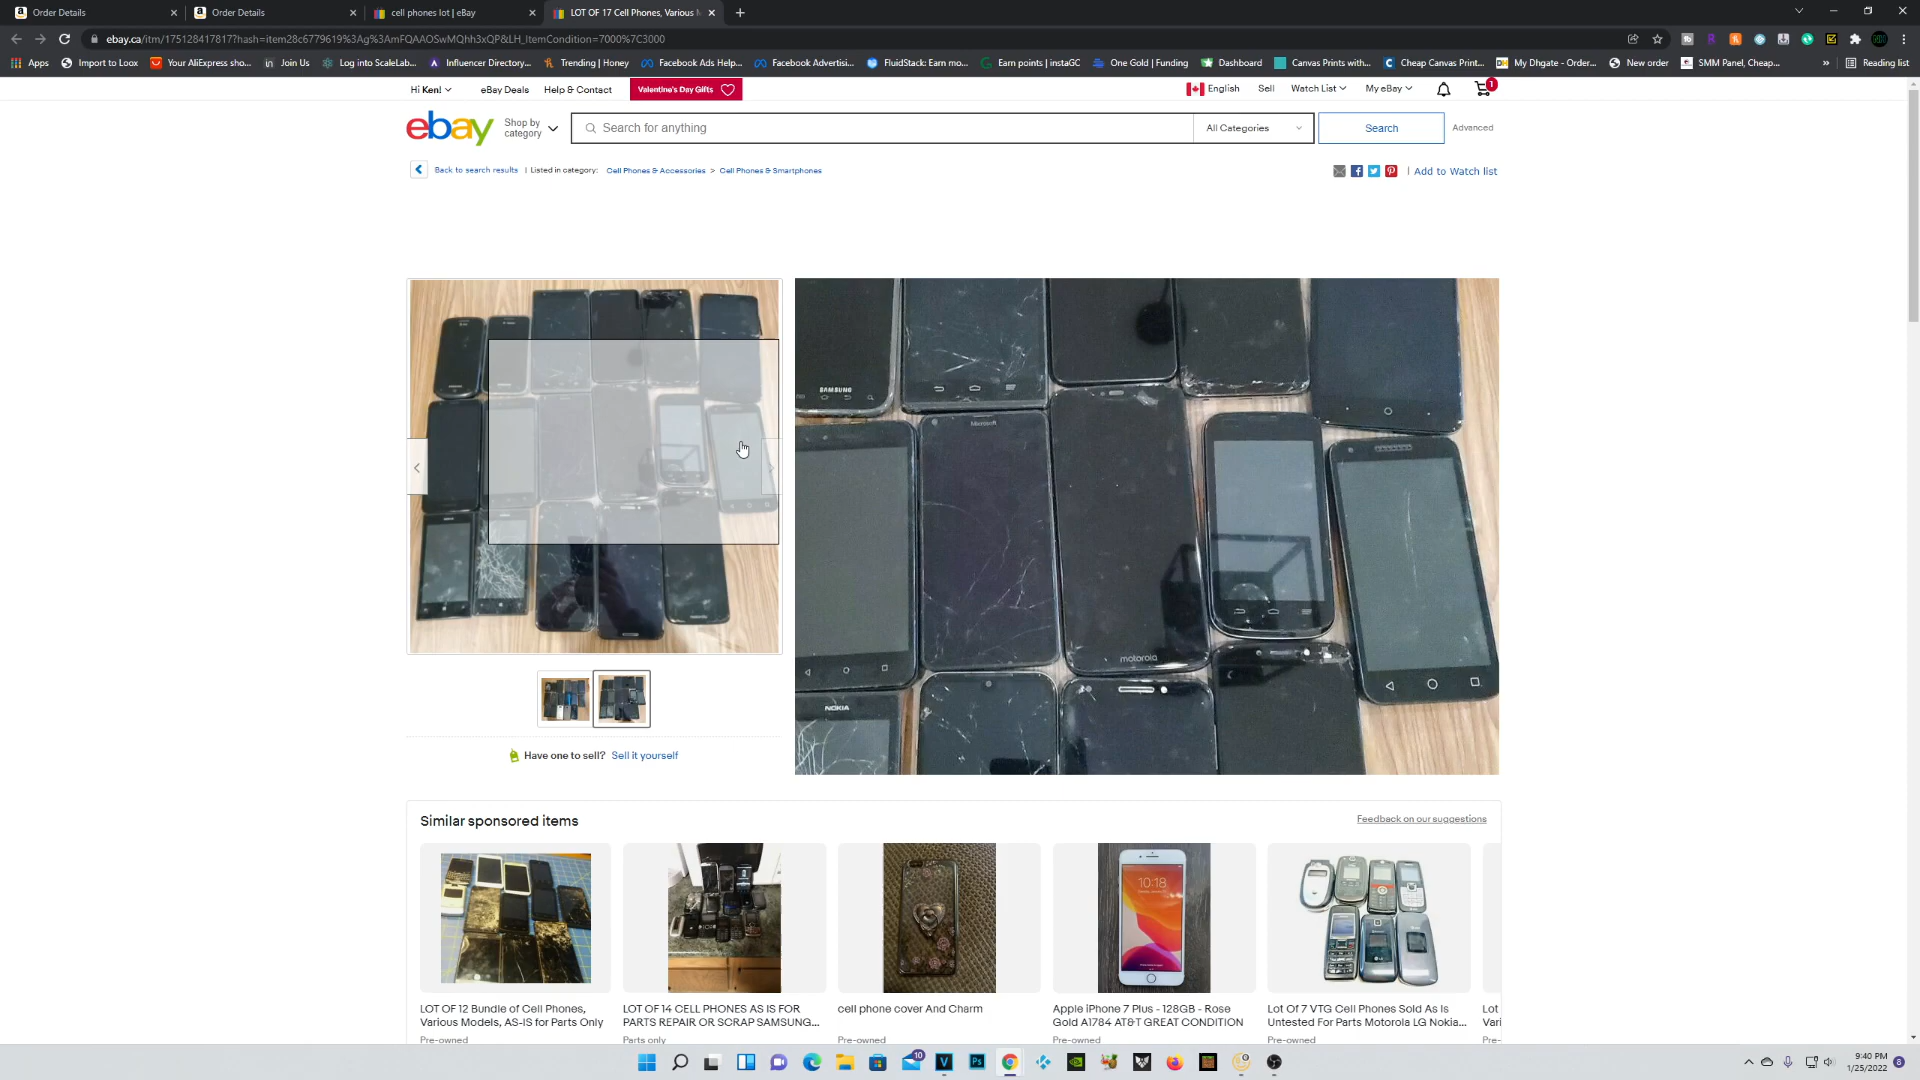 Order Details
Order Details
cell phones lot | eBay
LOT OF 17 Cell Phones, Various M
ebay.ca/itm/175128417817?hash=item28c6779619%3Ag%3AmFQAAOSwMQhh3xQP&LH_ItemCondition=7000%7C3000
Apps
Import to Loox
Your AliExpress sho...
Join Us
Log into ScaleLab...
Influencer Directory...
Trending | Honey
Facebook Ads Help...
Facebook Advertisi...
FluidStack: Earn mo...
Earn points | instaGC
One Gold | Funding
Dashboard
Canvas Prints with...
Cheap Canvas Print...
My Dhgate - Order...
New order
SMM Panel, Cheap...
»
Reading list
Hi Ken!
eBay Deals
Help & Contact
Valentine's Day Gifts
English
Sell
Watch List
My eBay
1
ebay
Shop by
category
Search for anything
All Categories
Search
Advanced
Back to search results | Listed in category: Cell Phones & Accessories > Cell Phones & Smartphones
| Add to Watch list
SAMSUNG
Microsoft
motorola
NOKIA
Have one to sell? Sell it yourself
Similar sponsored items
Feedback on our suggestions
10:18
LOT OF 12 Bundle of Cell Phones,
Various Models, AS-IS for Parts Only
Pre-owned
LOT OF 14 CELL PHONES AS IS FOR
PARTS REPAIR OR SCRAP SAMSUNG...
Parts only
cell phone cover And Charm
Pre-owned
Apple iPhone 7 Plus - 128GB - Rose
Gold A1784 AT&T GREAT CONDITION
Pre-owned
Lot Of 7 VTG Cell Phones Sold As Is
Untested For Parts Motorola LG Nokia...
Pre-owned
Lot
Vari
Pre-
10
9:40 PM
1/25/2022
8